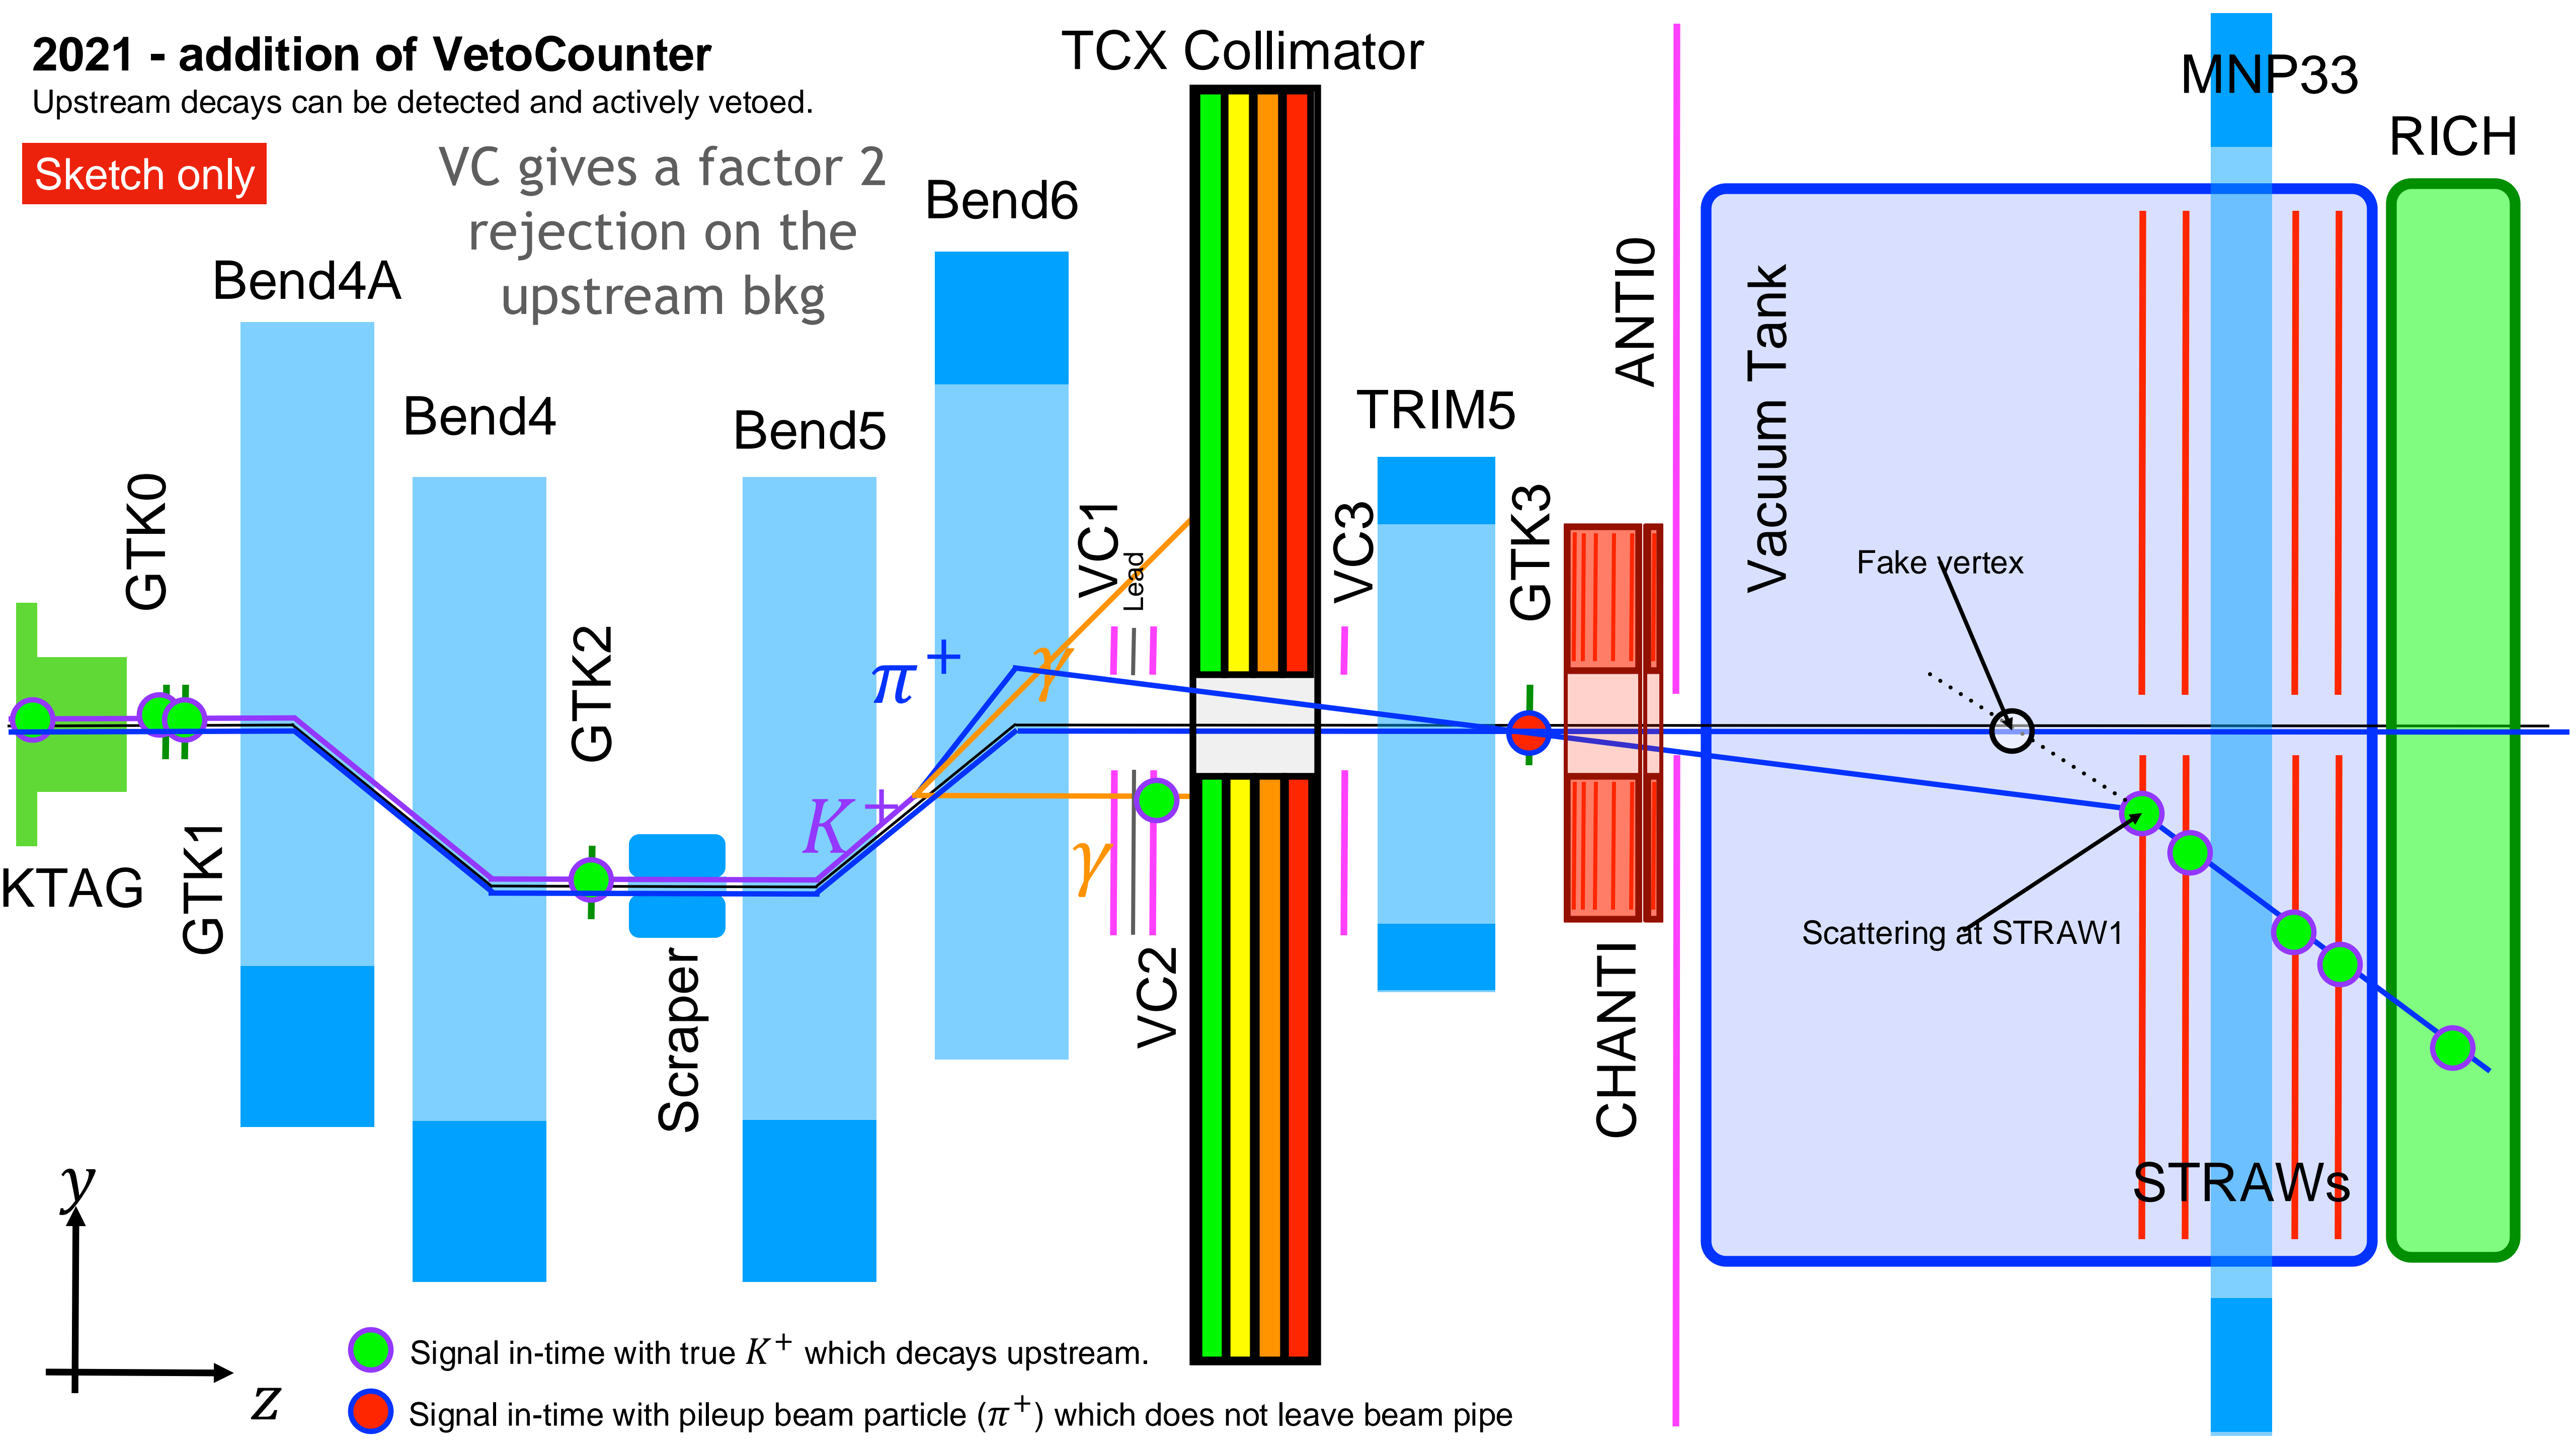 2021 - addition of VetoCounter
Upstream decays can be detected and actively vetoed.
Sketch only
VC gives a factor 2
rejection on the
upstream bkg
TCX Collimator
MNP33
RICH
Bend6
Bend4A
Bend4
Bend5
TRIM5
ANTI0
Vacuum Tank
GTK0
GTK2
VC1
Lead
VC3
GTK3
Fake vertex
π+
γ
K+
γ
KTAG
GTK1
Scraper
VC2
CHANTI
Scattering at STRAW1
STRAWs
y
z
Signal in-time with true K+ which decays upstream.
Signal in-time with pileup beam particle (π+) which does not leave beam pipe